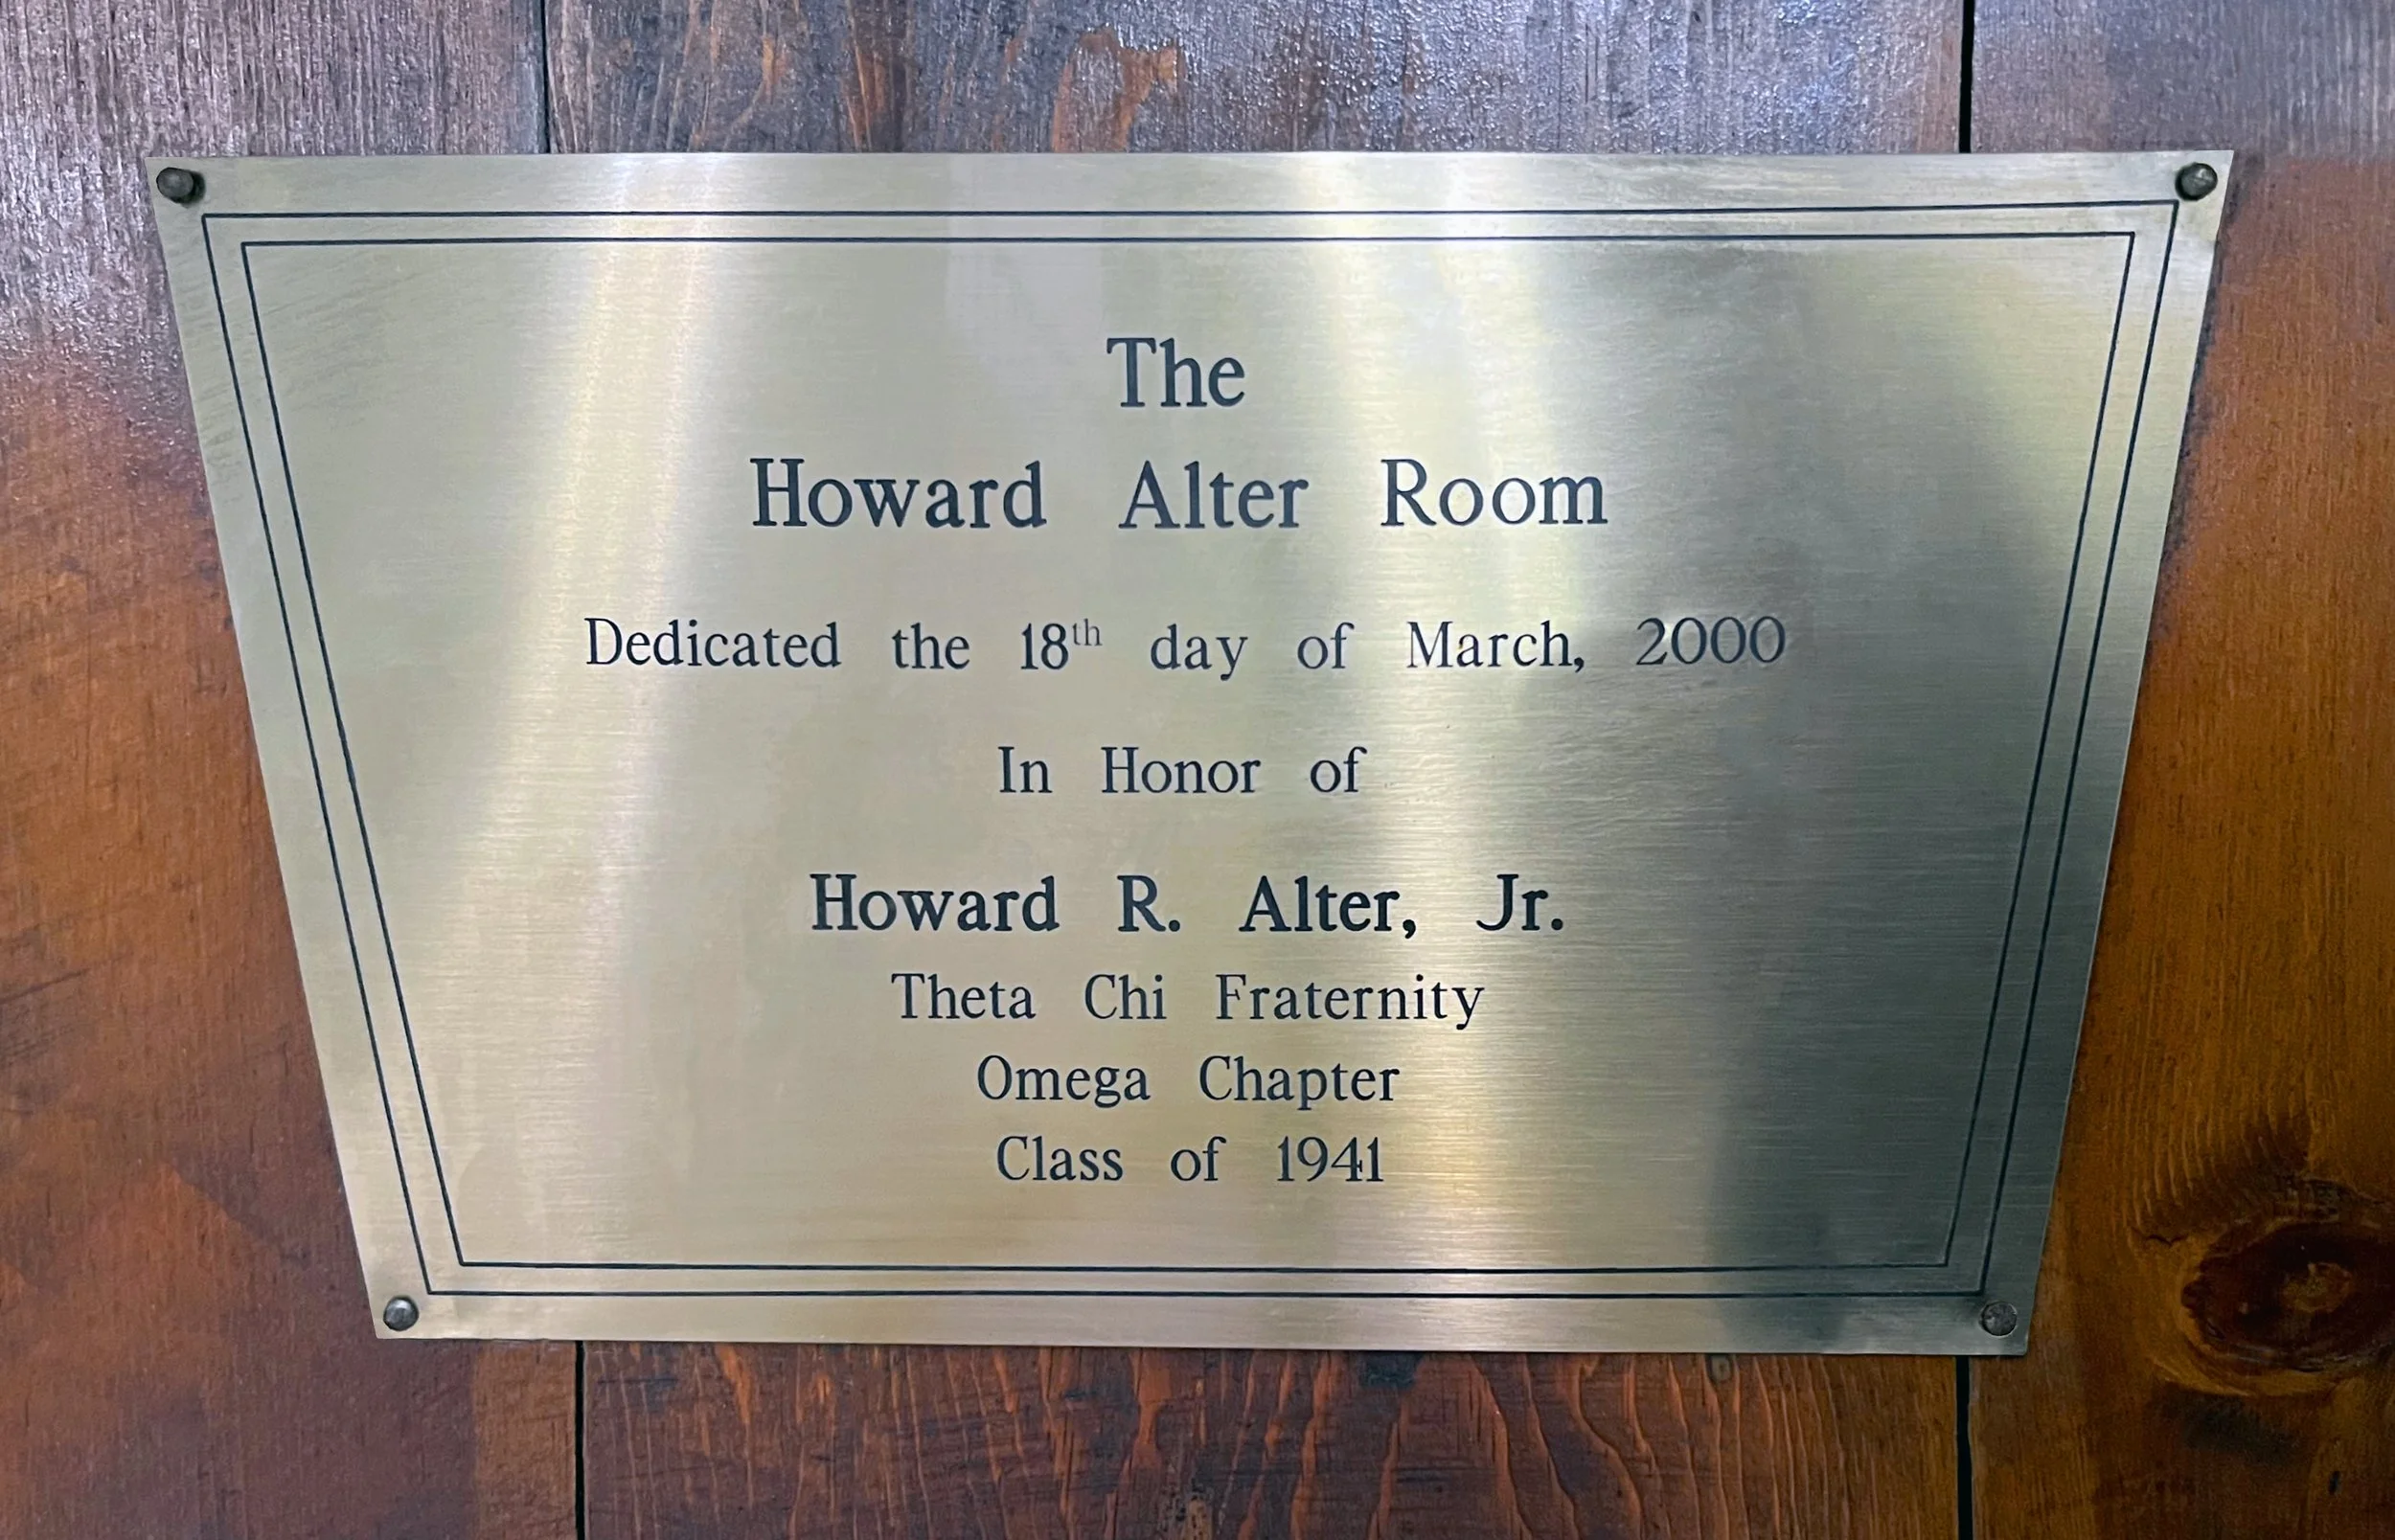 The
Howard Alter Room
Dedicated the 18th day of March, 2000
In Honor of
Howard R. Alter, Jr.
Theta Chi Fraternity
Omega Chapter
Class of 1941